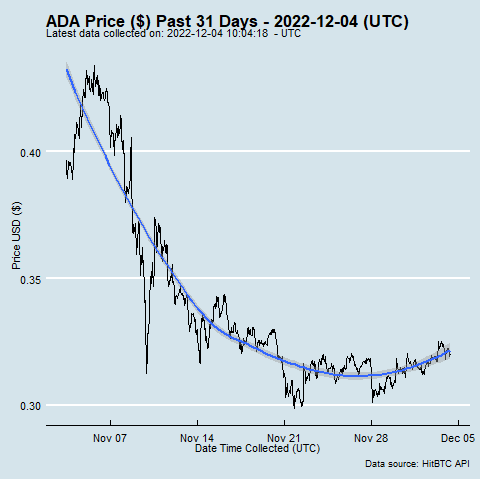 ADA Price ($) Past 31 Days - 2022-12-04 (UTC)
Latest data collected on: 2022-12-04 10:04:18 - UTC
Price USD ($)
0.40
0.35
0.30
Nov 07 Nov 14 Nov 21 Nov 28 Dec 05
Date Time Collected (UTC)
Data source: HitBTC API